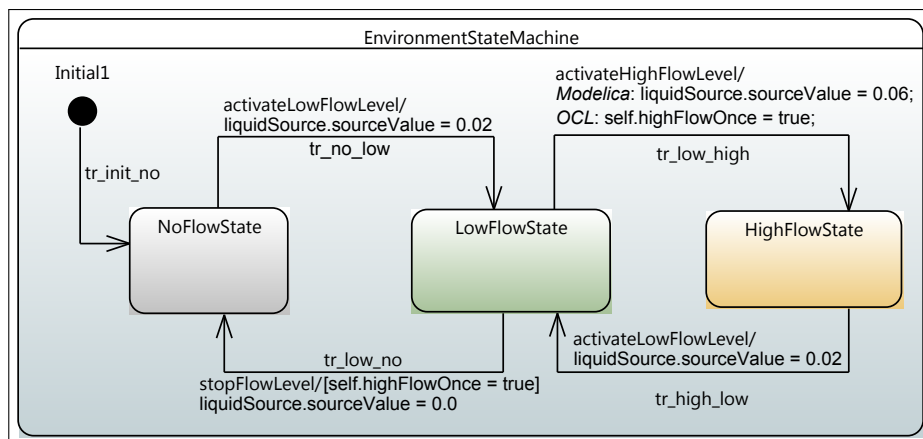 EnvironmentStateMachine
Initial1
tr_init_no
activateLowFlowLevel/
liquidSource.sourceValue = 0.02
tr_no_low
activateHighFlowLevel/
Modelica: liquidSource.sourceValue = 0.06;
OCL: self.highFlowOnce = true;
tr_low_high
NoFlowState
LowFlowState
HighFlowState
tr_low_no
stopFlowLevel/[self.highFlowOnce = true]
liquidSource.sourceValue = 0.0
activateLowFlowLevel/
liquidSource.sourceValue = 0.02
tr_high_low